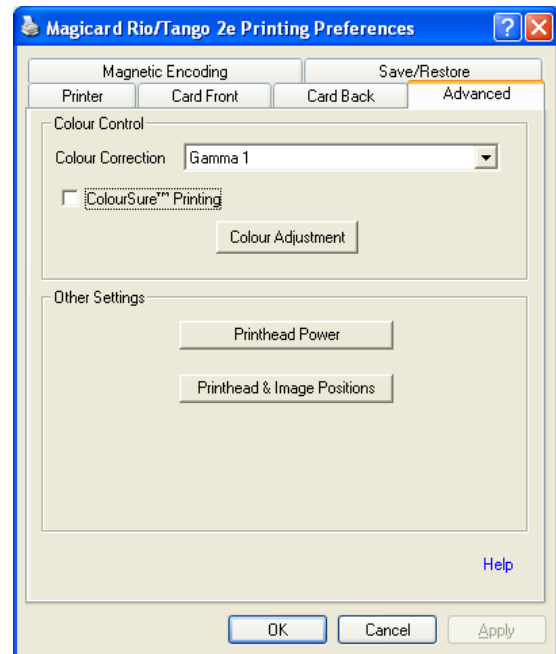 Magicard Rio/Tango 2e Printing Preferences
Magnetic Encoding Save/Restore
Printer Card Front Card Back Advanced
Colour Control
Colour Correction Gamma 1
ColourSure™ Printing
Colour Adjustment
Other Settings
Printhead Power
Printhead & Image Positions
Help
OK Cancel Apply